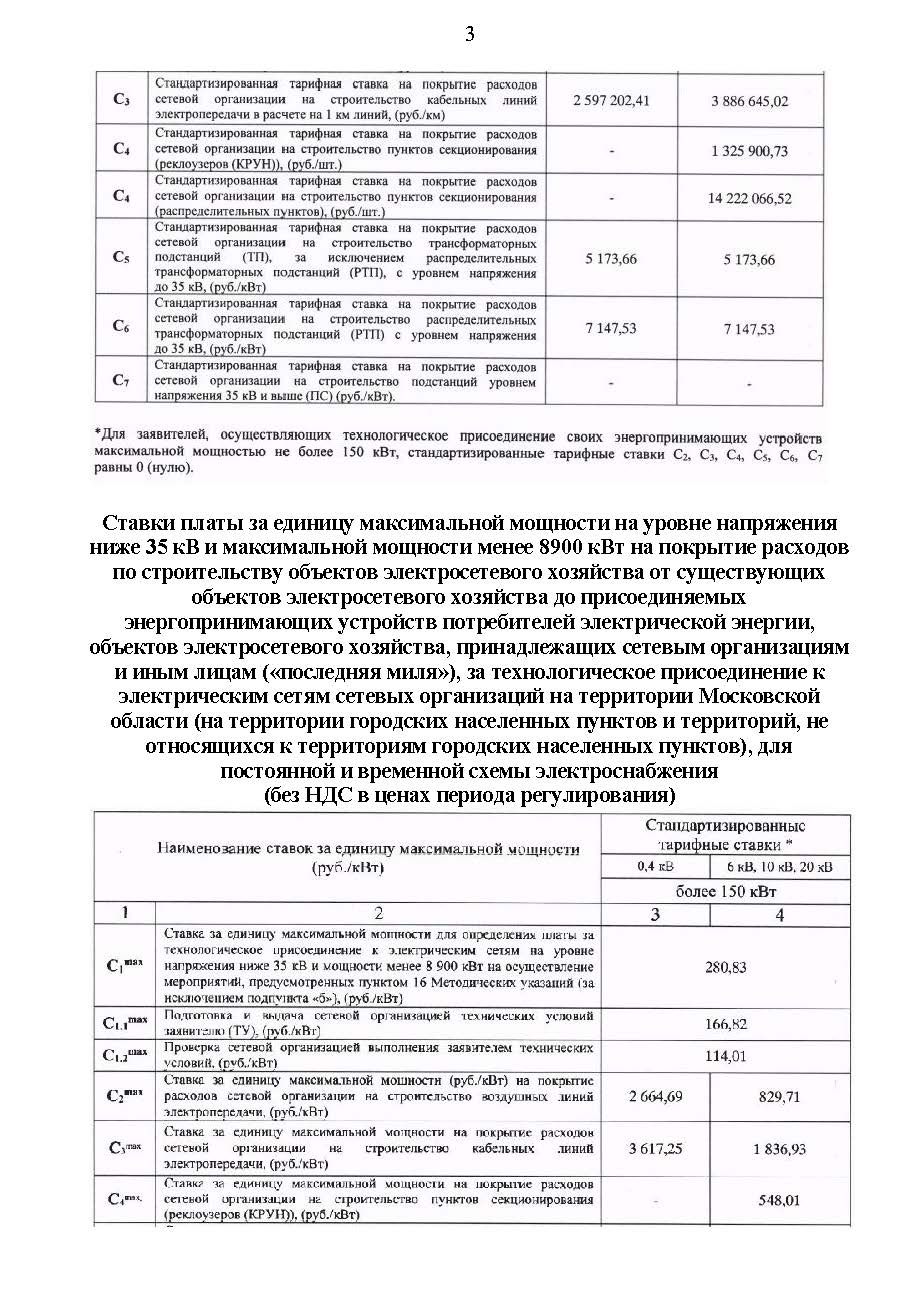 3
С3
Стандартизированная тарифная ставка на покрытие расходов
сетевой организации на строительство кабельных линий
электропередачи в расчете на 1 км линий, (руб./км)
2 597 202,41
3 886 645,02
С4
Стандартизированная тарифная ставка на покрытие расходов
сетевой организации на строительство пунктов секционирования
(реклоузеров (КРУН)), (руб./шт.)
-
1 325 900,73
С4
Стандартизированная тарифная ставка на покрытие расходов
сетевой организации на строительство пунктов секционирования
(распределительных пунктов), (руб./шт.)
-
14 222 066,52
С5
Стандартизированная тарифная ставка на покрытие расходов
сетевой организации на строительство трансформаторных
подстанций (ТП), за исключением распределительных
трансформаторных подстанций (РТП), с уровнем напряжения
до 35 кВ, (руб./кВт)
5 173,66
5 173,66
С6
Стандартизированная тарифная ставка на покрытие расходов
сетевой организации на строительство распределительных
трансформаторных подстанций (РТП) с уровнем напряжения
до 35 кВ, (руб./кВт)
7 147,53
7 147,53
С7
Стандартизированная тарифная ставка на покрытие расходов
сетевой организации на строительство подстанций уровнем
напряжения 35 кВ и выше (ПС) (руб./кВт).
-
-
*Для заявителей, осуществляющих технологическое присоединение своих энергопринимающих устройств
максимальной мощностью не более 150 кВт, стандартизированные тарифные ставки С2, С3, С4, С5, С6, С7
равны 0 (нулю).
Ставки платы за единицу максимальной мощности на уровне напряжения
ниже 35 кВ и максимальной мощности менее 8900 кВт на покрытие расходов
по строительству объектов электросетевого хозяйства от существующих
объектов электросетевого хозяйства до присоединяемых
энергопринимающих устройств потребителей электрической энергии,
объектов электросетевого хозяйства, принадлежащих сетевым организациям
и иным лицам («последняя миля»), за технологическое присоединение к
электрическим сетям сетевых организаций на территории Московской
области (на территории городских населенных пунктов и территорий, не
относящихся к территориям городских населенных пунктов), для
постоянной и временной схемы электроснабжения
(без НДС в ценах периода регулирования)
Наименование ставок за единицу максимальной мощности
(руб./кВт)
Стандартизированные
тарифные ставки *
0,4 кВ
6 кВ, 10 кВ, 20 кВ
более 150 кВт
1
2
3
4
С1max
Ставка за единицу максимальной мощности для определения платы за
технологическое присоединение к электрическим сетям на уровне
напряжения ниже 35 кВ и мощности менее 8 900 кВт на осуществление
мероприятий, предусмотренных пунктом 16 Методических указаний (за
исключением подпункта «б»), (руб./кВт)
280,83
С1.1max
Подготовка и выдача сетевой организацией технических условий
заявителю (ТУ), (руб./кВт)
166,82
С1.2max
Проверка сетевой организацией выполнения заявителем технических
условий, (руб./кВт)
114,01
С2max
Ставка за единицу максимальной мощности (руб./кВт) на покрытие
расходов сетевой организации на строительство воздушных линий
электропередачи, (руб./кВт)
2 664,69
829,71
С3max
Ставка за единицу максимальной мощности на покрытие расходов
сетевой организации на строительство кабельных линий
электропередачи, (руб./кВт)
3 617,25
1 836,93
С4max.
Ставка за единицу максимальной мощности на покрытие расходов
сетевой организации на строительство пунктов секционирования
(реклоузеров (КРУН)), (руб./кВт)
-
548,01